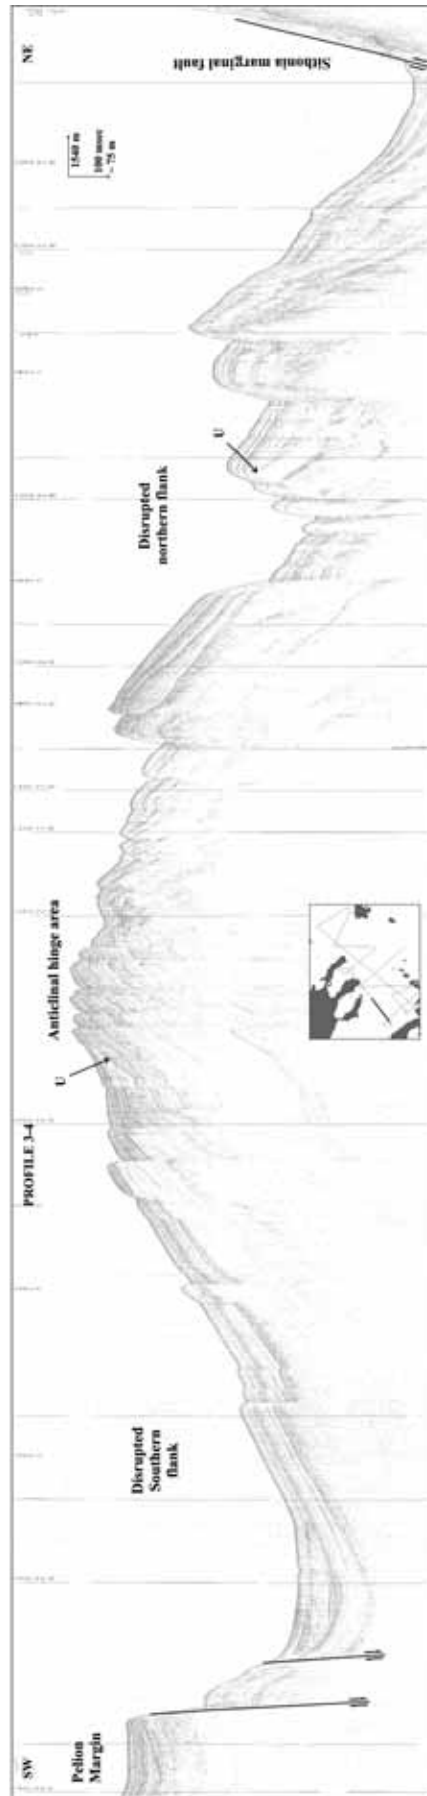 SW
PROFILE 3-4
NE
Pelion
Margin
Disrupted
Southern
flank
U
Anticlinal hinge area
Disrupted
northern flank
U
1540 m
100 msec
~ 75 m
Sithonia marginal fault